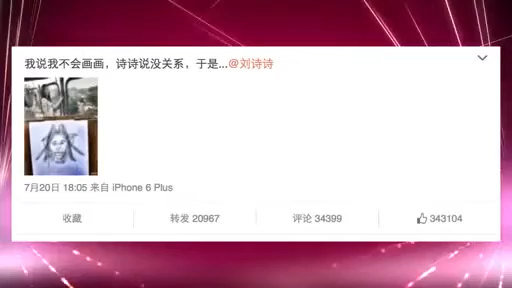 我说我不会画画，诗诗说没关系，于是...@刘诗诗
7月20日 18:05 来自 iPhone 6 Plus
收藏 转发 20967 评论 34399 343104